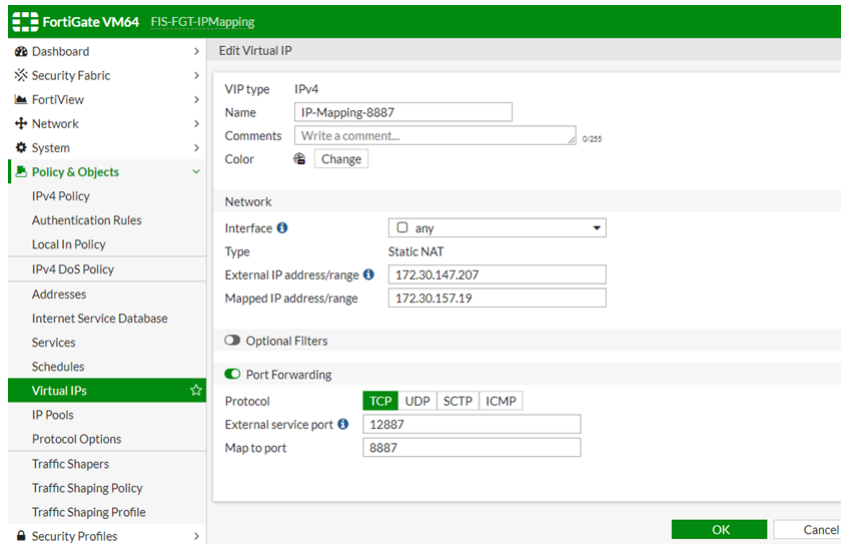 FortiGate VM64 FIS-FGT-IPMapping
Dashboard
Security Fabric
FortiView
Network
System
Policy & Objects
IPv4 Policy
Authentication Rules
Local In Policy
IPv4 DoS Policy
Addresses
Internet Service Database
Services
Schedules
Virtual IPs
IP Pools
Protocol Options
Traffic Shapers
Traffic Shaping Policy
Traffic Shaping Profile
Security Profiles
Edit Virtual IP
VIP type IPv4
Name IP-Mapping-8887
Comments Write a comment... 0/255
Color Change
Network
Interface any
Type Static NAT
External IP address/range 172.30.147.207
Mapped IP address/range 172.30.157.19
Optional Filters
Port Forwarding
Protocol TCP UDP SCTP ICMP
External service port 12887
Map to port 8887
OK Cancel